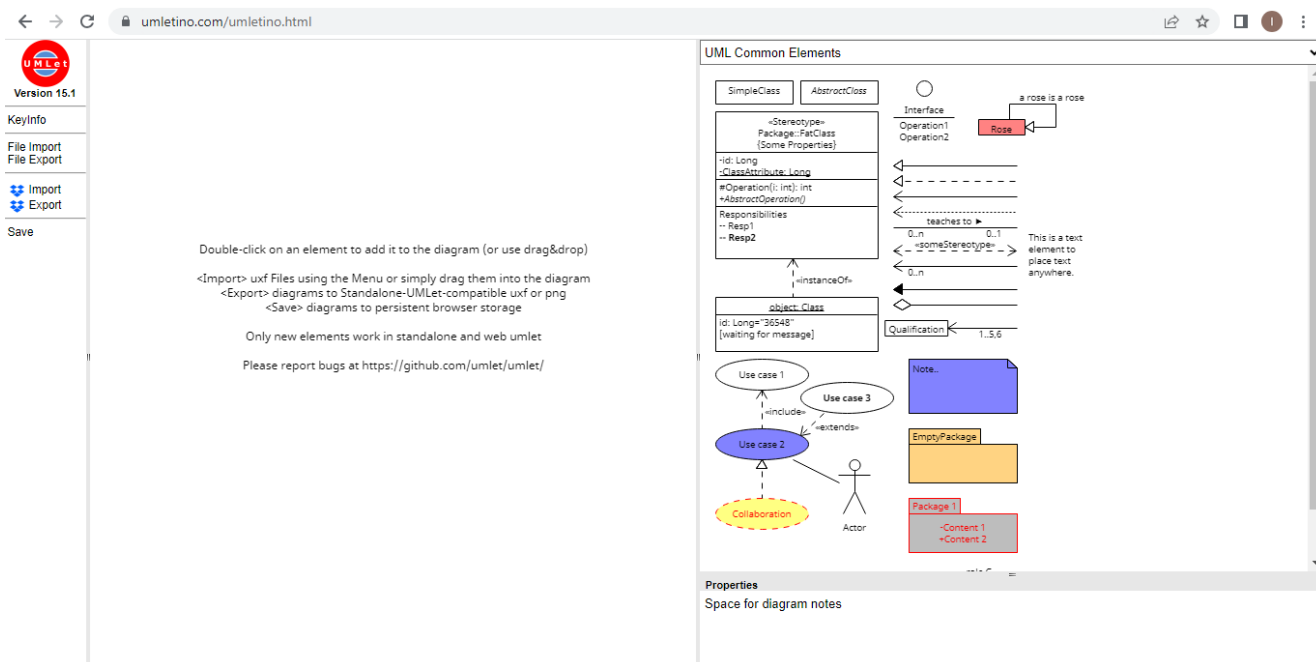 umletino.com/umletino.html
I
UMLet
Version 15.1
KeyInfo
File Import
File Export
Import
Export
Save
Double-click on an element to add it to the diagram (or use drag&drop)
<Import> uxf Files using the Menu or simply drag them into the diagram
<Export> diagrams to Standalone-UMLet-compatible uxf or png
<Save> diagrams to persistent browser storage
Only new elements work in standalone and web umlet
Please report bugs at https://github.com/umlet/umlet/
UML Common Elements
SimpleClass
AbstractClass
Interface
Operation1
Operation2
a rose is a rose
Rose
«Stereotype»
Package::FatClass
{Some Properties}
-id: Long
-ClassAttribute: Long
#Operation(i: int): int
+AbstractOperation()
Responsibilities
-- Resp1
-- Resp2
teaches to ►
0..n
0..1
«someStereotype»
0..n
This is a text
element to
place text
anywhere.
«instanceOf»
object: Class
id: Long="36548"
[waiting for message]
Qualification
1..5,6
Use case 1
Use case 3
«include»
«extends»
Use case 2
Collaboration
Actor
Note..
EmptyPackage
Package 1
-Content 1
+Content 2
Properties
Space for diagram notes